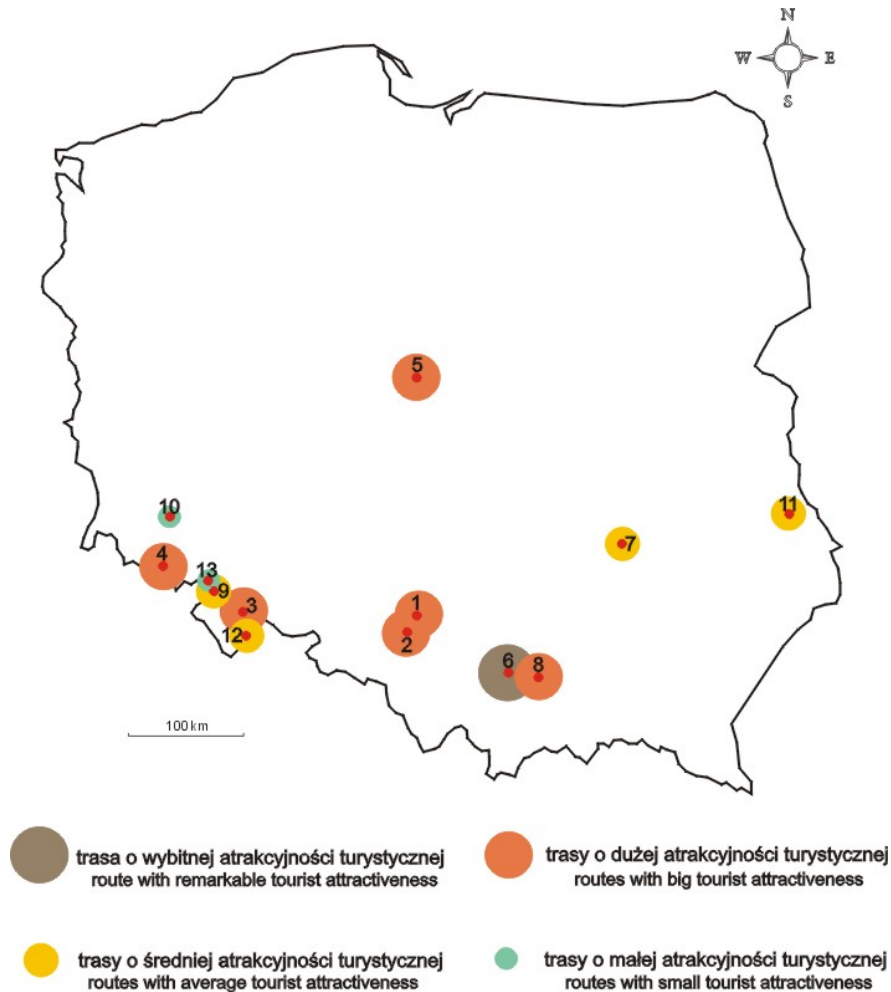 N
W E
S
5
10
11
4
7
13
9
1
3
12
2
6
8
100 km
trasa o wybitnej atrakcyjności turystycznej
route with remarkable tourist attractiveness
trasy o dużej atrakcyjności turystycznej
routes with big tourist attractiveness
trasy o średniej atrakcyjności turystycznej
routes with average tourist attractiveness
trasy o małej atrakcyjności turystycznej
routes with small tourist attractiveness